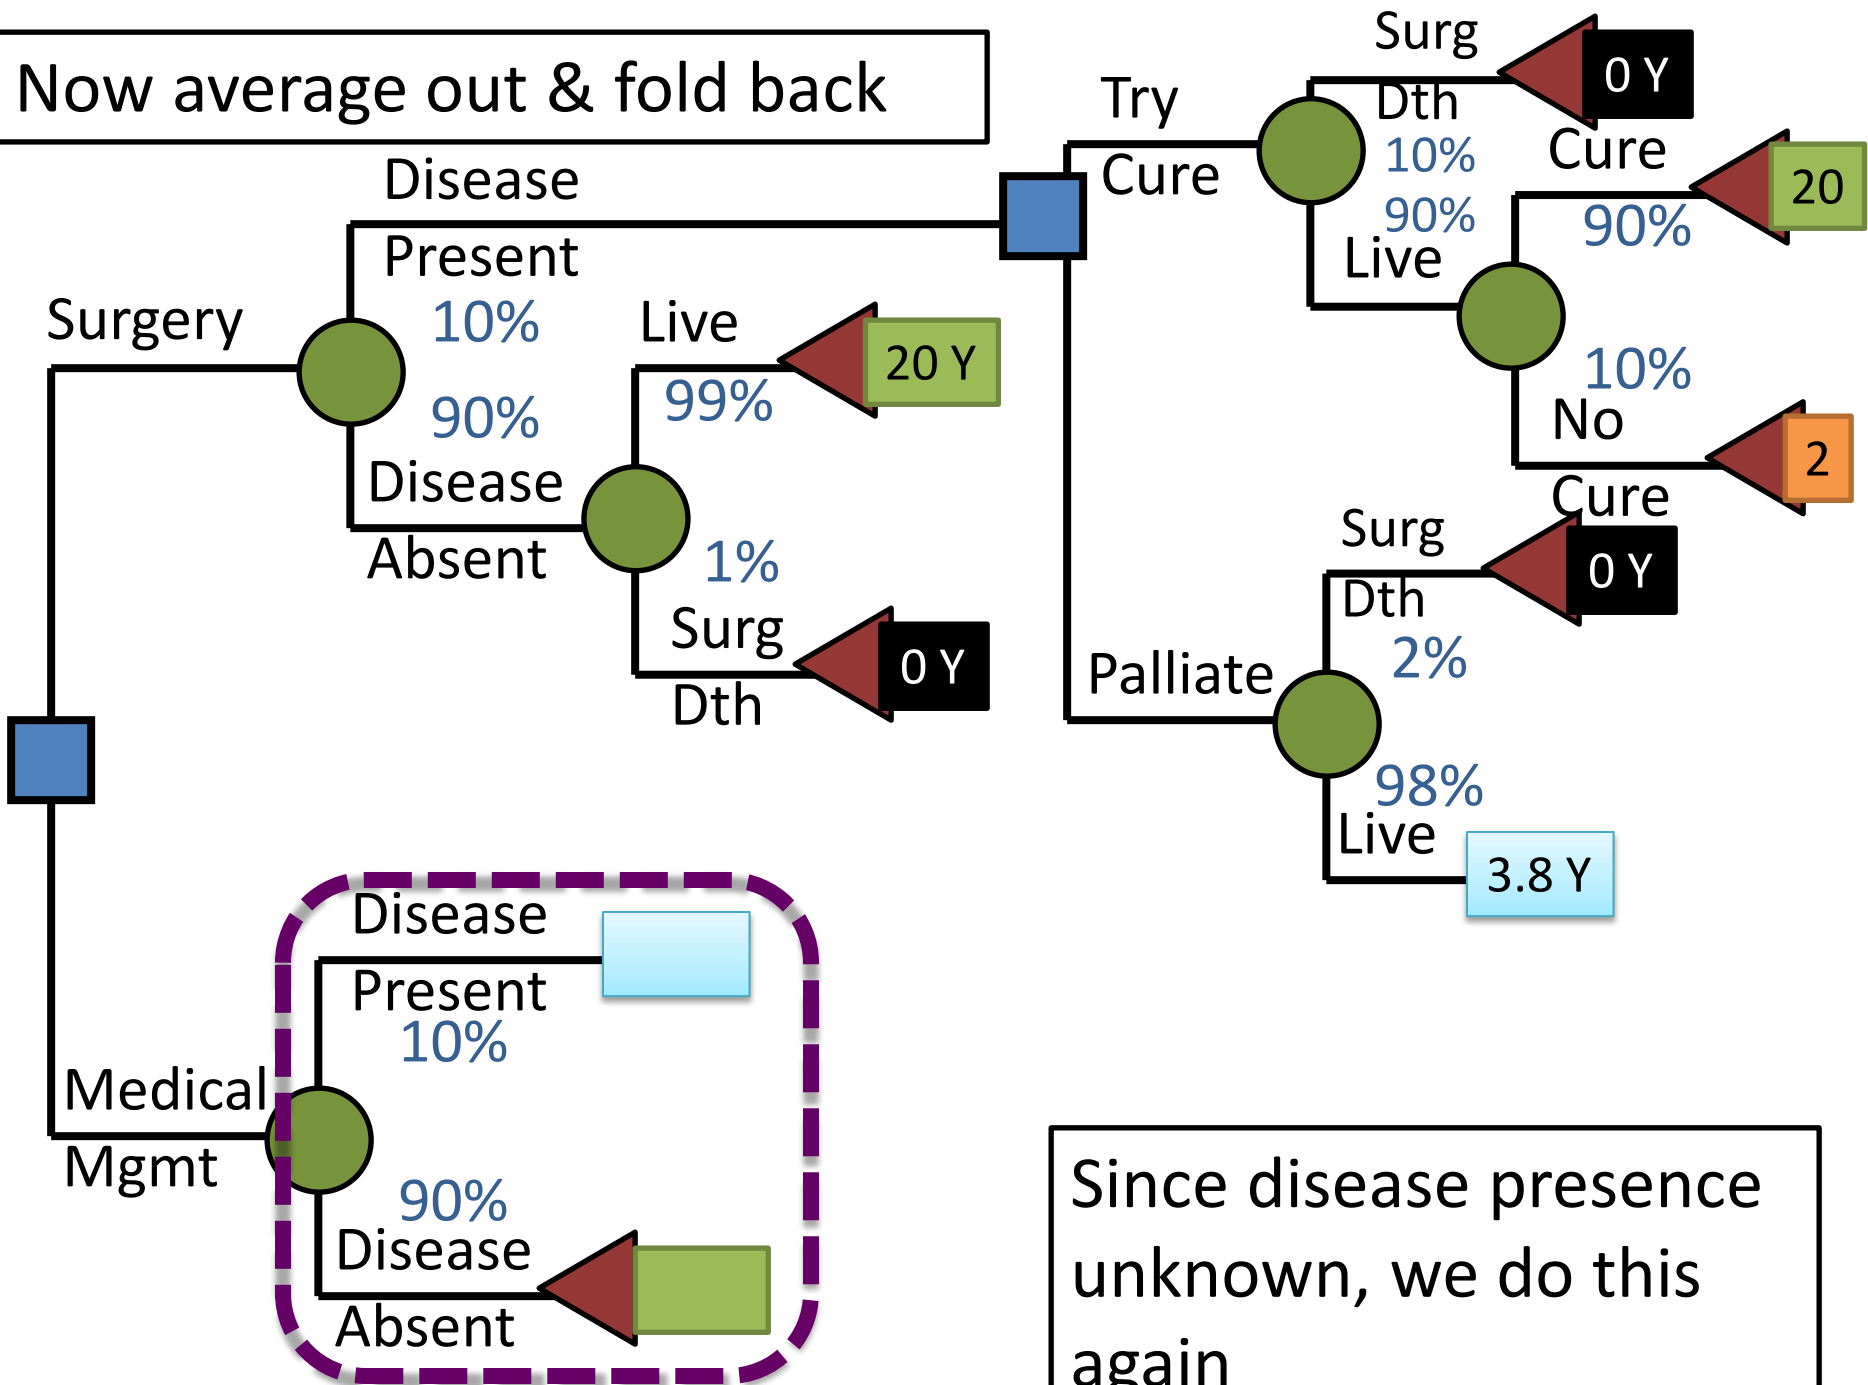 Now average out & fold back
Surgery
Disease
Present
10%
90%
Disease
Absent
Live
99%
20 Y
1%
Surg
Dth
0 Y
Try
Cure
Surg
Dth
10%
0 Y
90%
Live
Cure
90%
20
10%
No
Cure
2
Palliate
Surg
Dth
2%
0 Y
98%
Live
3.8 Y
Medical
Mgmt
Disease
Present
10%
90%
Disease
Absent
Since disease presence
unknown, we do this
again